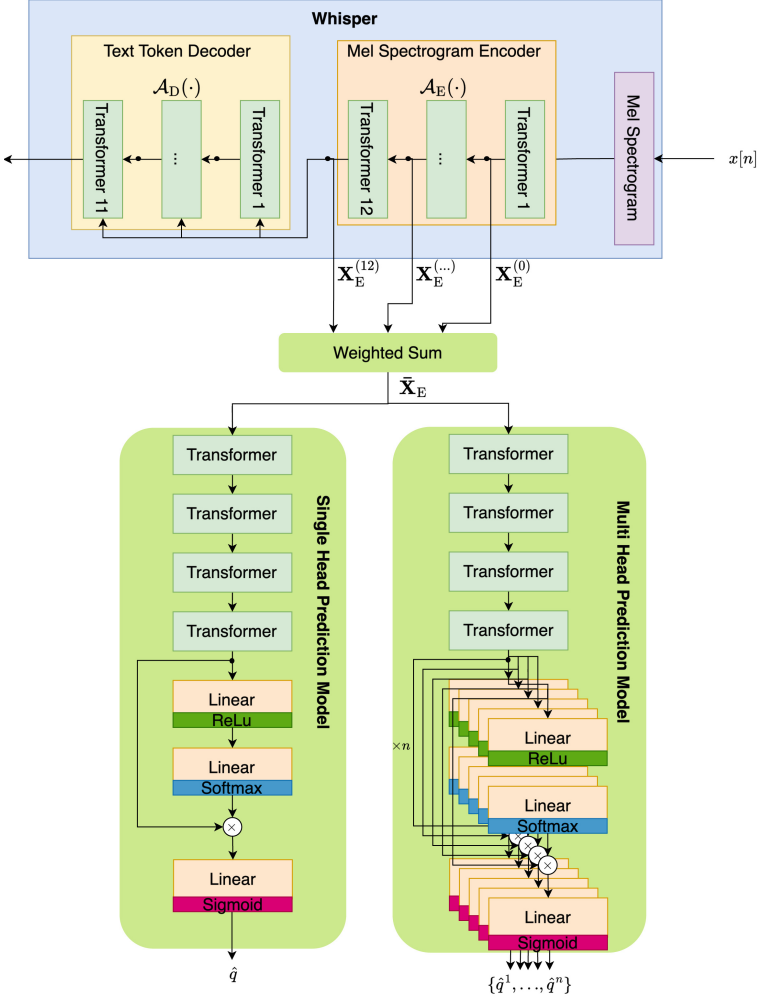 Whisper
Text Token Decoder
Mel Spectrogram Encoder
𝒜_D(·)
𝒜_E(·)
Transformer 11
...
Transformer 1
Transformer 12
...
Transformer 1
Mel Spectrogram
x[n]
X_E^(12)
X_E^(...)
X_E^(0)
Weighted Sum
X̄_E
Single Head Prediction Model
Transformer
Transformer
Transformer
Transformer
Linear
ReLu
Linear
Softmax
×
Linear
Sigmoid
q̂
Multi Head Prediction Model
Transformer
Transformer
Transformer
Transformer
×n
Linear
ReLu
Linear
Softmax
×
×
×
×
Linear
Sigmoid
{q̂^1, ..., q̂^n}